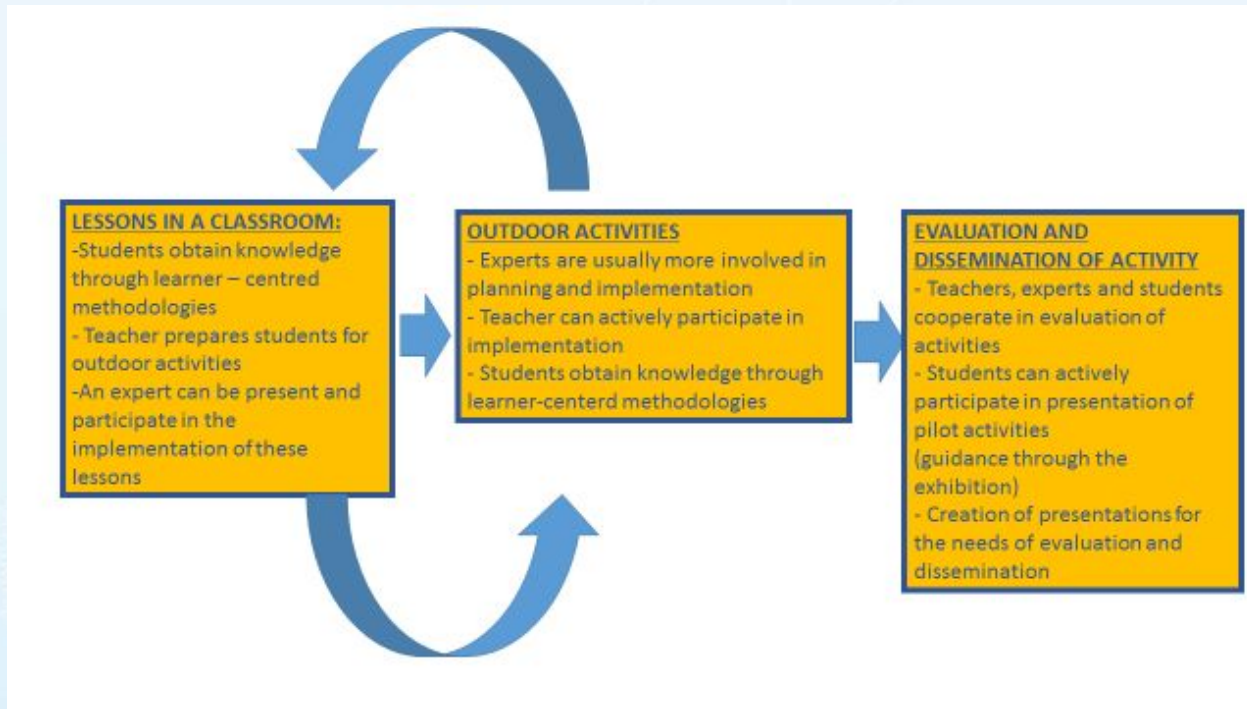 LESSONS IN A CLASSROOM:
-Students obtain knowledge
through learner – centred
methodologies
- Teacher prepares students for
outdoor activities
-An expert can be present and
participate in the
implementation of these
lessons
OUTDOOR ACTIVITIES
- Experts are usually more involved in
planning and implementation
- Teacher can actively participate in
implementation
- Students obtain knowledge through
learner-centerd methodologies
EVALUATION AND
DISSEMINATION OF ACTIVITY
- Teachers, experts and students
cooperate in evaluation of
activities
- Students can actively
participate in presentation of
pilot activities
(guidance through the
exhibition)
- Creation of presentations for
the needs of evaluation and
dissemination